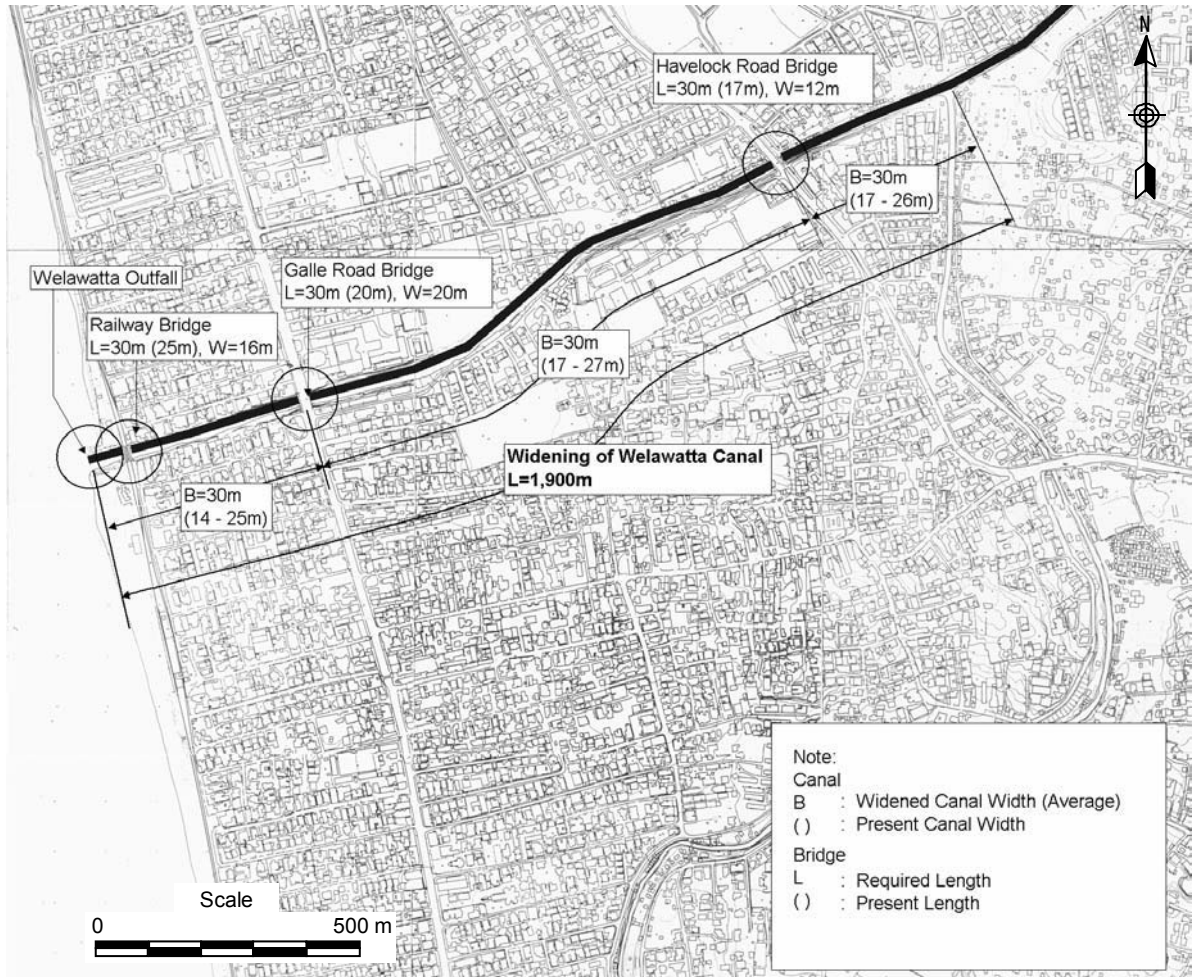 N
Havelock Road Bridge
L=30m (17m), W=12m
B=30m
(17 - 26m)
Welawatta Outfall
Galle Road Bridge
L=30m (20m), W=20m
Railway Bridge
L=30m (25m), W=16m
B=30m
(17 - 27m)
Widening of Welawatta Canal
L=1,900m
B=30m
(14 - 25m)
Note:
Canal
B : Widened Canal Width (Average)
( ) : Present Canal Width
Bridge
L : Required Length
( ) : Present Length
Scale
0 500 m